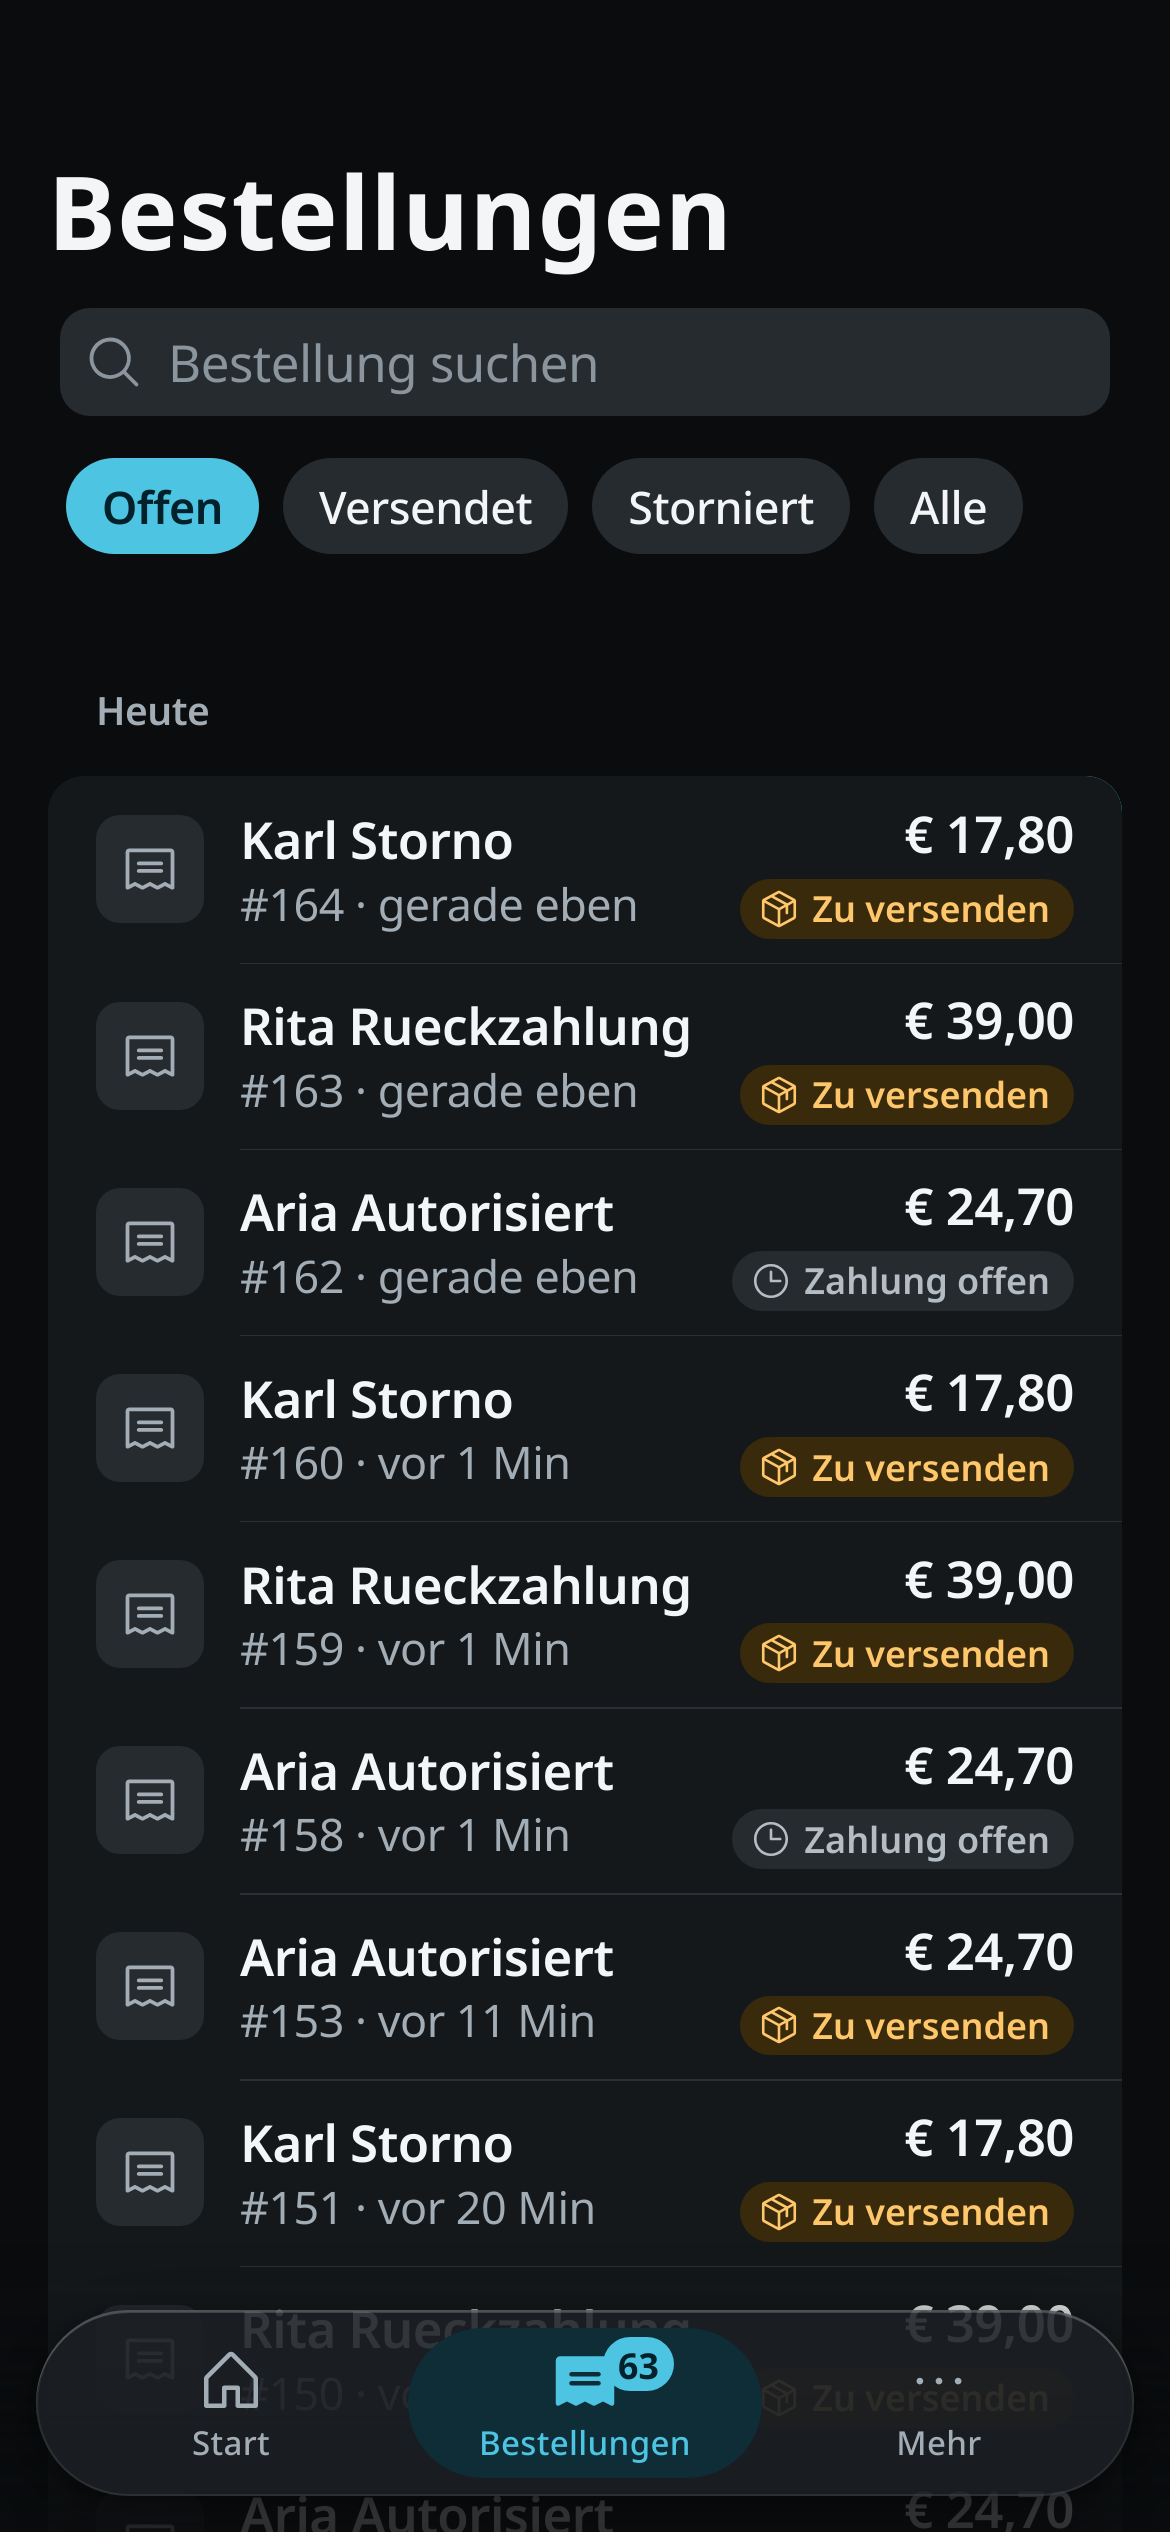 Bestellungen
Bestellung suchen
Offen
Versendet
Storniert
Alle
Heute
Karl Storno
€ 17,80
#164 · gerade eben
Zu versenden
Rita Rueckzahlung
€ 39,00
#163 · gerade eben
Zu versenden
Aria Autorisiert
€ 24,70
#162 · gerade eben
Zahlung offen
Karl Storno
€ 17,80
#160 · vor 1 Min
Zu versenden
Rita Rueckzahlung
€ 39,00
#159 · vor 1 Min
Zu versenden
Aria Autorisiert
€ 24,70
#158 · vor 1 Min
Zahlung offen
Aria Autorisiert
€ 24,70
#153 · vor 11 Min
Zu versenden
Karl Storno
€ 17,80
#151 · vor 20 Min
Zu versenden
Rita Rueckzahlung
€ 39,00
#150
Zu versenden
63
Start
Bestellungen
Mehr
Aria Autorisiert
€ 24,70